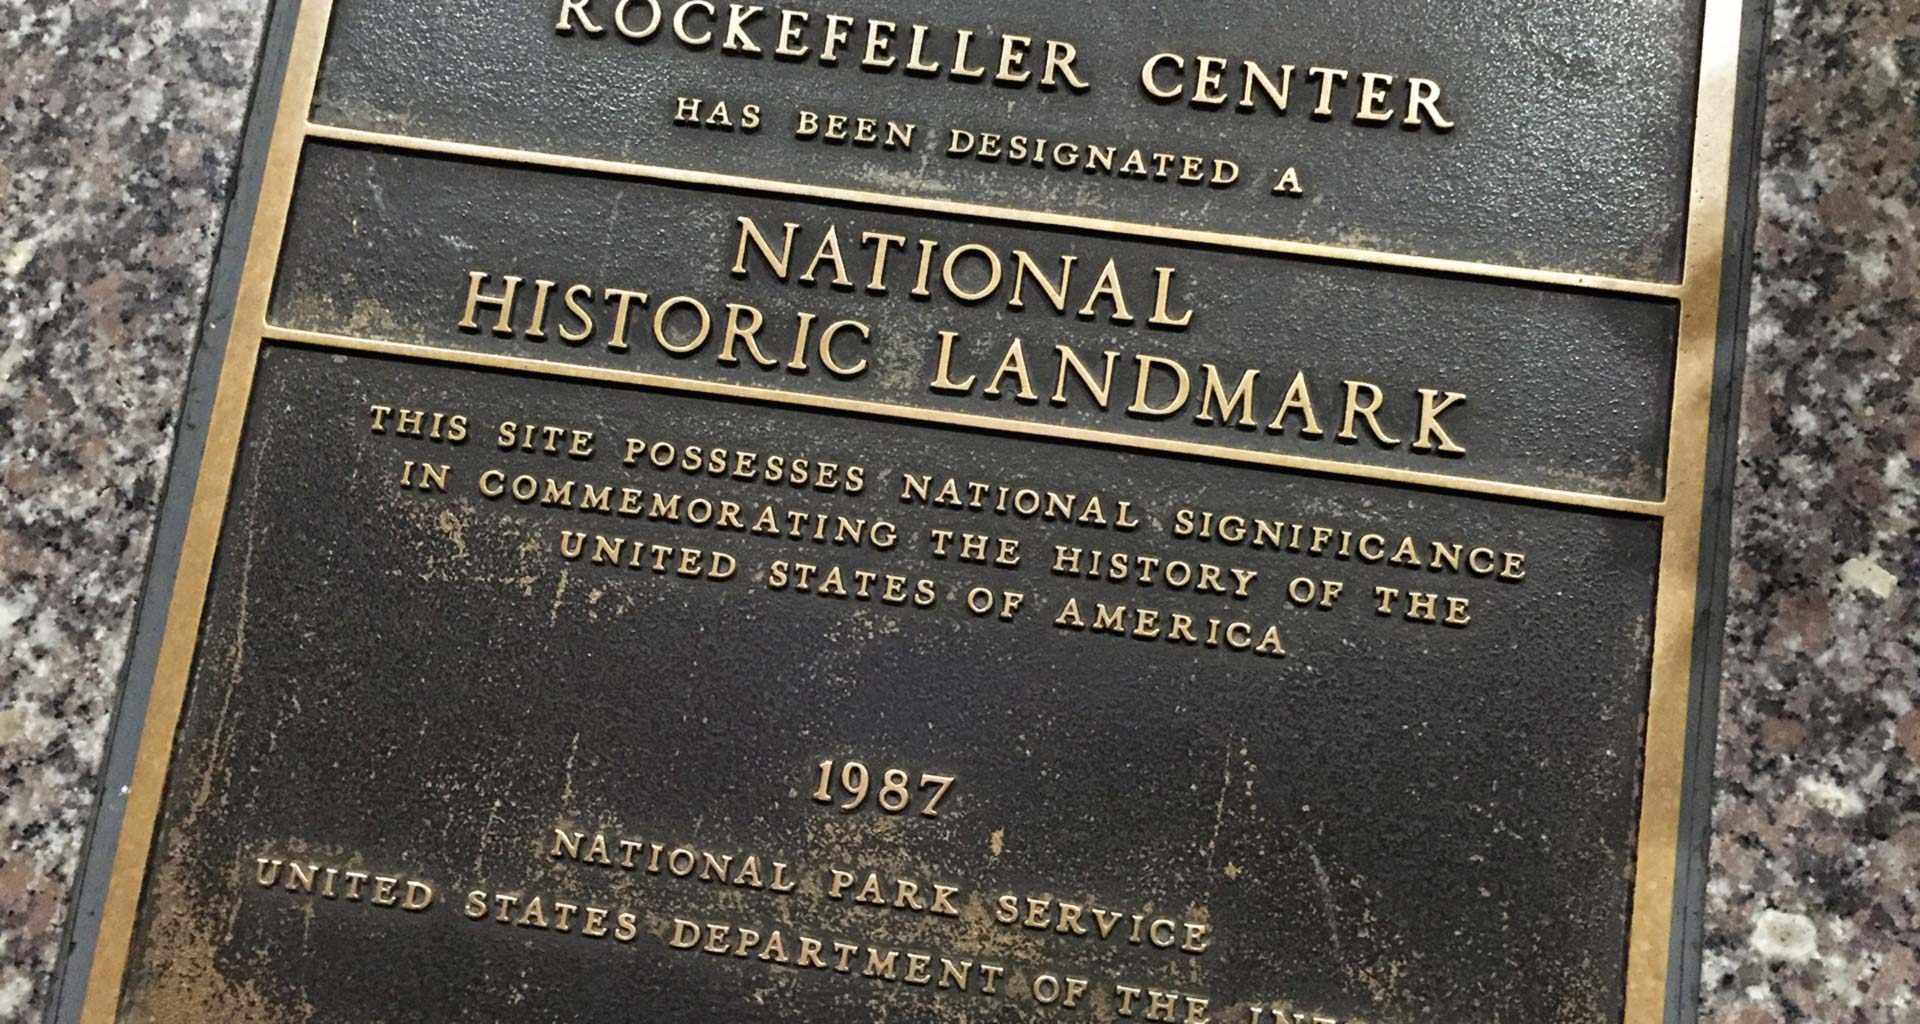 ROCKEFELLER CENTER
HAS BEEN DESIGNATED A
NATIONAL
HISTORIC LANDMARK
THIS SITE POSSESSES NATIONAL SIGNIFICANCE
IN COMMEMORATING THE HISTORY OF THE
UNITED STATES OF AMERICA
1987
NATIONAL PARK SERVICE
UNITED STATES DEPARTMENT OF THE